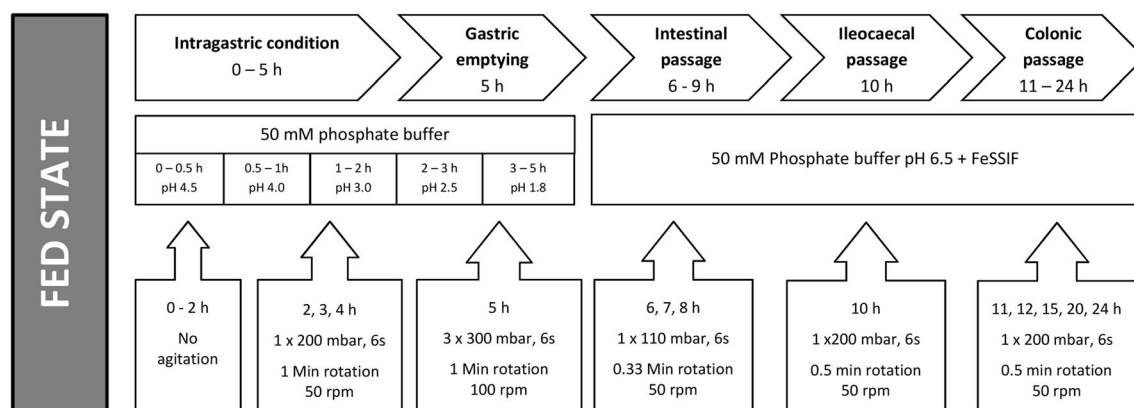 FED STATE
Intragastric condition
0 – 5 h
Gastric
emptying
5 h
Intestinal
passage
6 - 9 h
Ileocaecal
passage
10 h
Colonic
passage
11 – 24 h
50 mM phosphate buffer
0 – 0.5 h
pH 4.5
0.5 – 1h
pH 4.0
1 – 2 h
pH 3.0
2 – 3 h
pH 2.5
3 – 5 h
pH 1.8
50 mM Phosphate buffer pH 6.5 + FeSSIF
0 - 2 h
No
agitation
2, 3, 4 h
1 x 200 mbar, 6s
1 Min rotation
50 rpm
5 h
3 x 300 mbar, 6s
1 Min rotation
100 rpm
6, 7, 8 h
1 x 110 mbar, 6s
0.33 Min rotation
50 rpm
10 h
1 x200 mbar, 6s
0.5 min rotation
50 rpm
11, 12, 15, 20, 24 h
1 x 200 mbar, 6s
0.5 min rotation
50 rpm